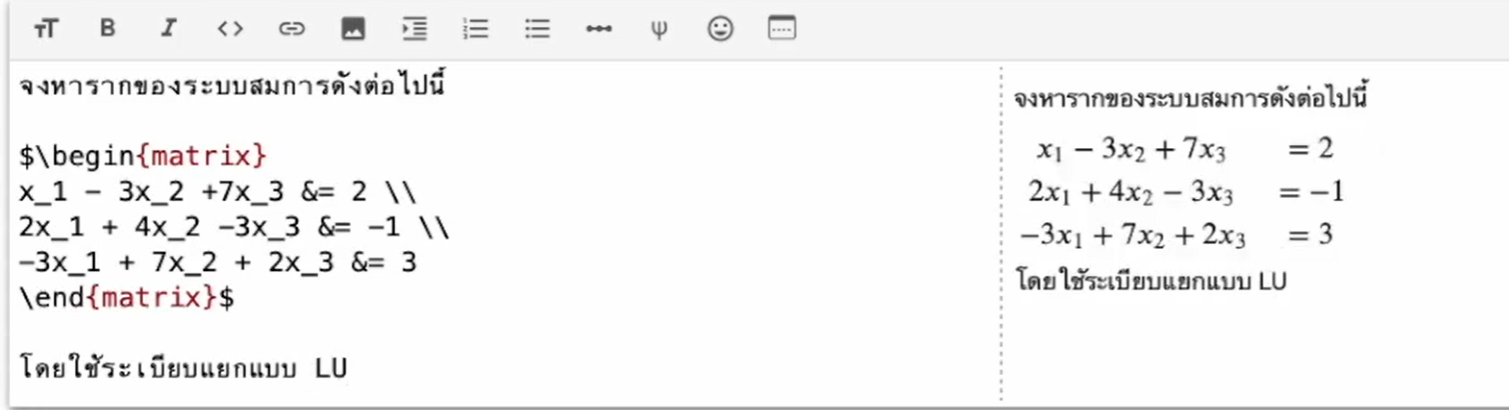 จงหารากของระบบสมการดังต่อไปนี้
$\begin{matrix}
x_1 - 3x_2 +7x_3 &= 2 \\
2x_1 + 4x_2 -3x_3 &= -1 \\
-3x_1 + 7x_2 + 2x_3 &= 3
\end{matrix}$
โดยใช้ระเบียบแยกแบบ LU
จงหารากของระบบสมการดังต่อไปนี้
x₁ − 3x₂ + 7x₃ = 2
2x₁ + 4x₂ − 3x₃ = −1
−3x₁ + 7x₂ + 2x₃ = 3
โดยใช้ระเบียบแยกแบบ LU